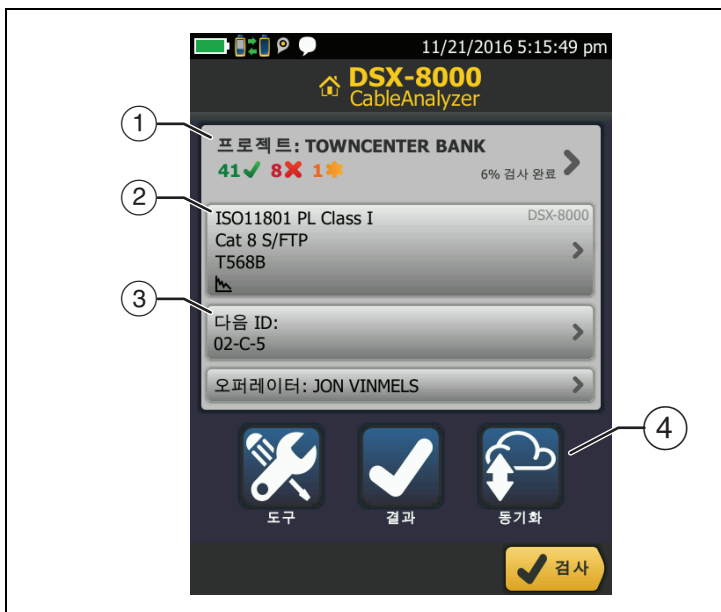 11/21/2016 5:15:49 pm
DSX-8000
CableAnalyzer
1
프로젝트: TOWNCENTER BANK
41 8 1
6% 검사 완료
2
ISO11801 PL Class I
DSX-8000
Cat 8 S/FTP
T568B
3
다음 ID:
02-C-5
오퍼레이터: JON VINMELS
4
도구
결과
동기화
검사